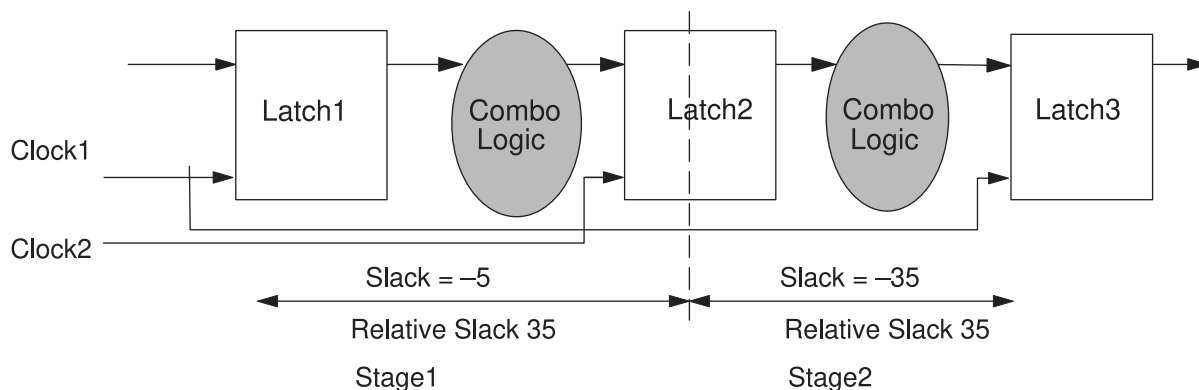 Latch1
Combo
Logic
Latch2
Combo
Logic
Latch3
Clock1
Clock2
Slack = –5
Slack = –35
Relative Slack 35
Relative Slack 35
Stage1
Stage2